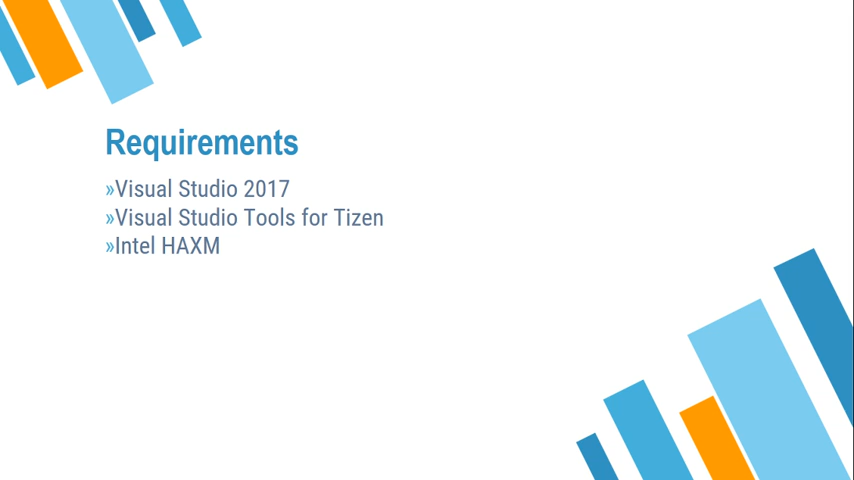 Requirements
»Visual Studio 2017
»Visual Studio Tools for Tizen
»Intel HAXM